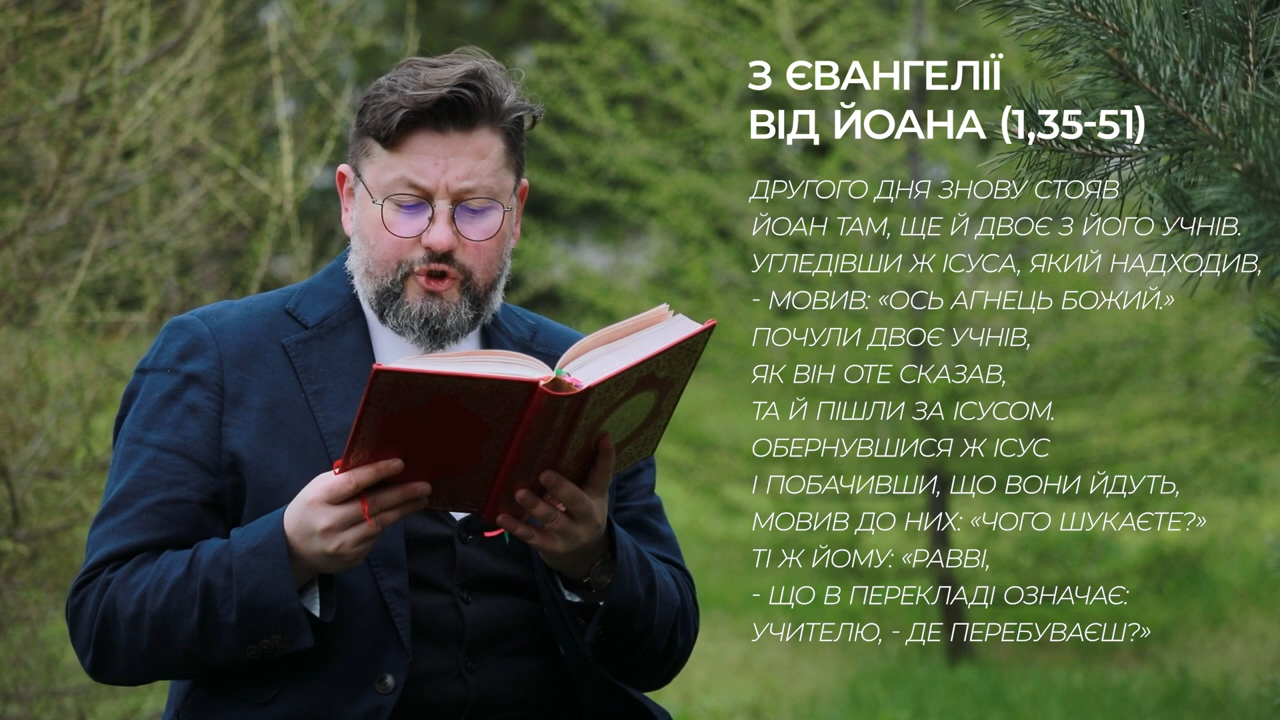 З ЄВАНГЕЛІЇ
ВІД ЙОАНА (1,35-51)
ДРУГОГО ДНЯ ЗНОВУ СТОЯВ
ЙОАН ТАМ, ЩЕ Й ДВОЄ З ЙОГО УЧНІВ.
УГЛЕДІВШИ Ж ІСУСА, ЯКИЙ НАДХОДИВ,
- МОВИВ: «ОСЬ АГНЕЦЬ БОЖИЙ.»
ПОЧУЛИ ДВОЄ УЧНІВ,
ЯК ВІН ОТЕ СКАЗАВ,
ТА Й ПІШЛИ ЗА ІСУСОМ.
ОБЕРНУВШИСЯ Ж ІСУС
І ПОБАЧИВШИ, ЩО ВОНИ ЙДУТЬ,
МОВИВ ДО НИХ: «ЧОГО ШУКАЄТЕ?»
ТІ Ж ЙОМУ: «РАВВІ,
- ЩО В ПЕРЕКЛАДІ ОЗНАЧАЄ:
УЧИТЕЛЮ, - ДЕ ПЕРЕБУВАЄШ?»